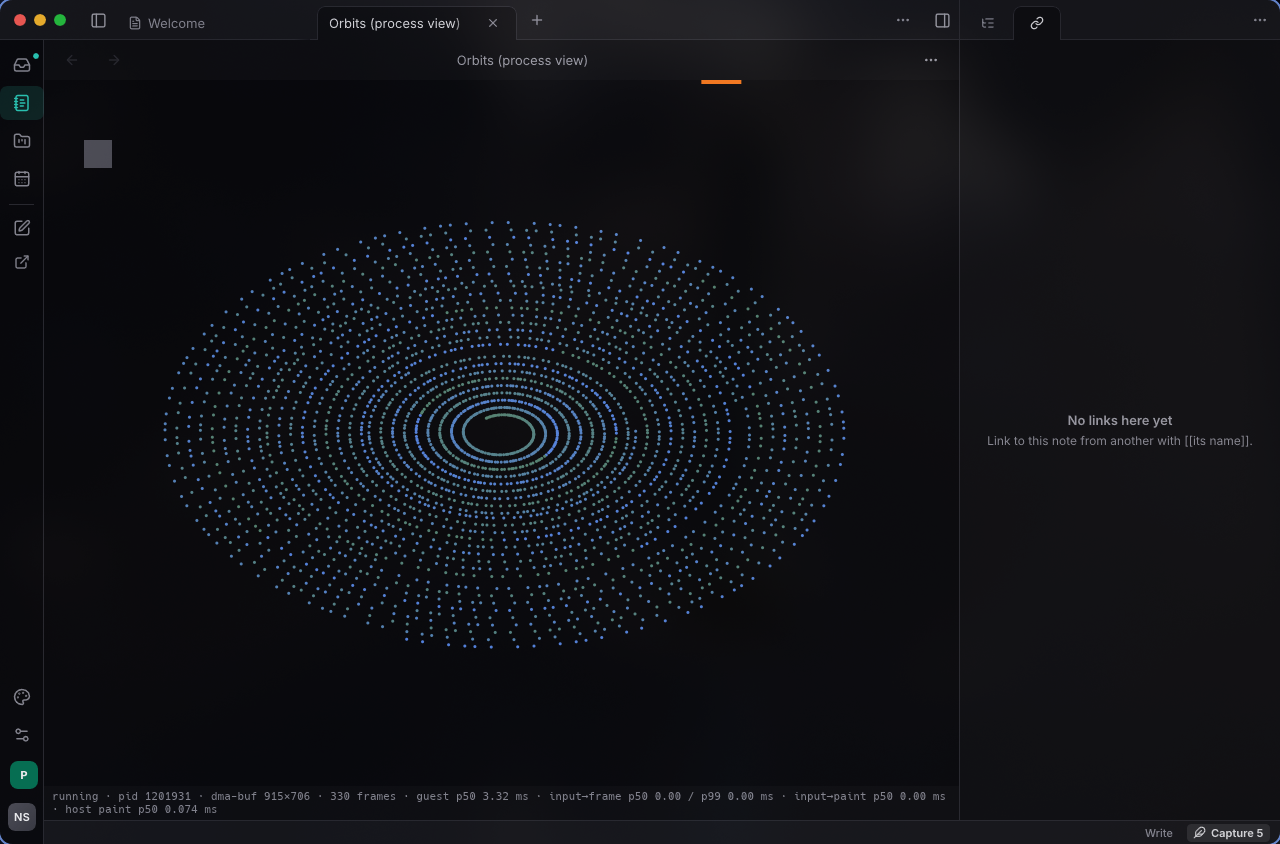 Welcome
Orbits (process view)
Orbits (process view)
No links here yet
Link to this note from another with [[its name]].
P
NS
running · pid 1201931 · dma-buf 915×706 · 330 frames · guest p50 3.32 ms · input→frame p50 0.00 / p99 0.00 ms · input→paint p50 0.00 ms
· host paint p50 0.074 ms
Write
Capture 5